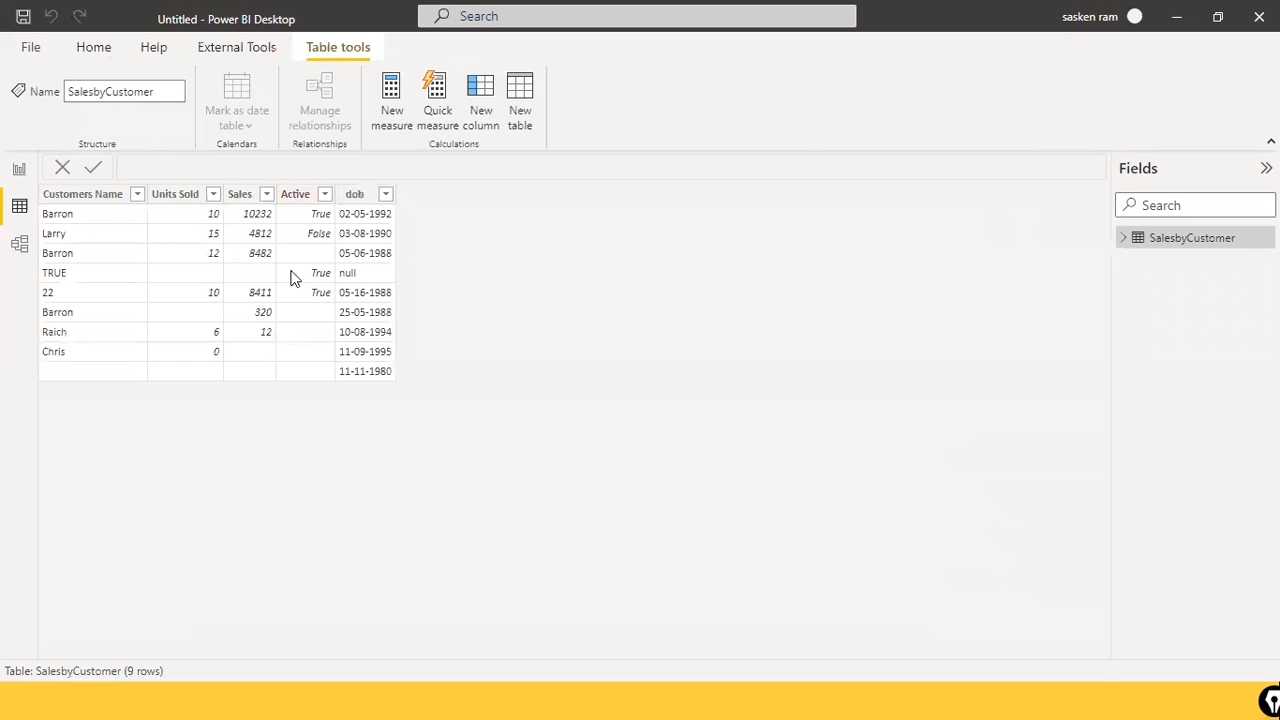 Untitled - Power BI Desktop
Search
sasken ram
File
Home
Help
External Tools
Table tools
Name
SalesbyCustomer
Mark as date
table
Manage
relationships
New
measure
Quick
measure
New
column
New
table
Structure
Calendars
Relationships
Calculations
Fields
Search
SalesbyCustomer
Customers Name Units Sold Sales Active dob
Barron 10 10232 True 02-05-1992
Larry 15 4812 False 03-08-1990
Barron 12 8482 05-06-1988
TRUE True null
22 10 8411 True 05-16-1988
Barron 320 25-05-1988
Raich 6 12 10-08-1994
Chris 0 11-09-1995
11-11-1980
Table: SalesbyCustomer (9 rows)